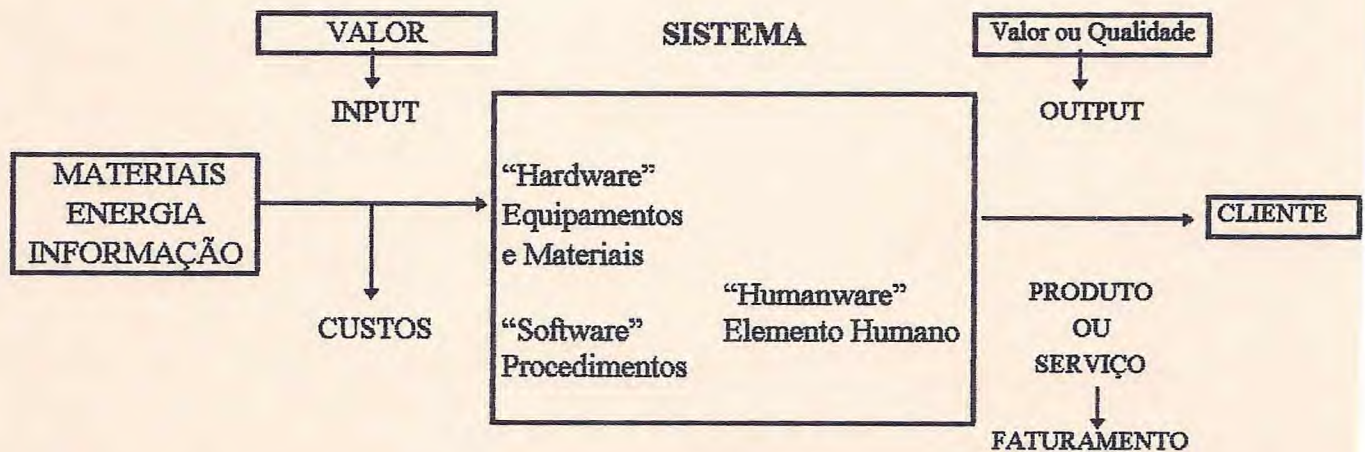 VALOR
SISTEMA
Valor ou Qualidade
INPUT
OUTPUT
MATERIAIS
ENERGIA
INFORMAÇÃO
CUSTOS
“Hardware”
Equipamentos
e Materiais
“Software”
Procedimentos
“Humanware”
Elemento Humano
CLIENTE
PRODUTO
OU
SERVIÇO
FATURAMENTO